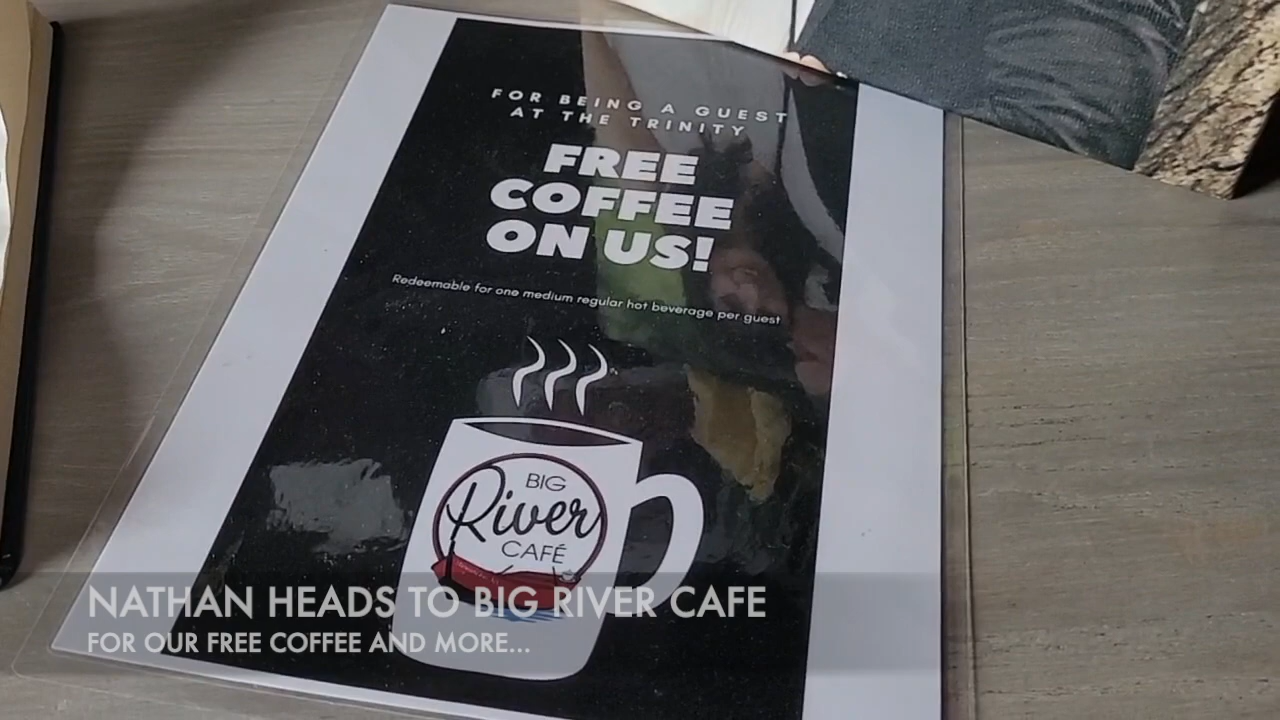 FOR BEING A GUEST
AT THE TRINITY
FREE
COFFEE
ON US!
Redeemable for one medium regular hot beverage per guest
BIG
River
CAFÉ
NATHAN HEADS TO BIG RIVER CAFE
FOR OUR FREE COFFEE AND MORE...